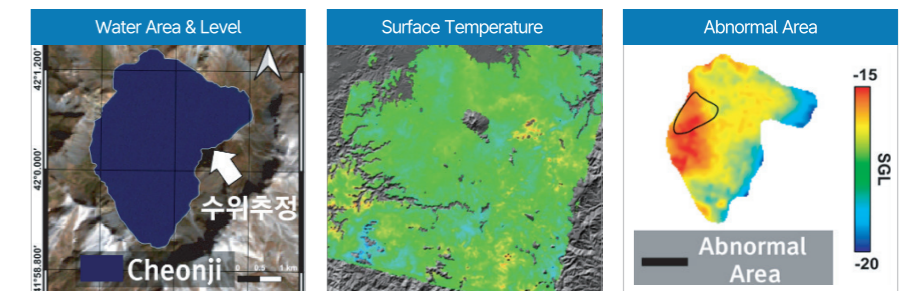 Water Area & Level
Surface Temperature
Abnormal Area
42°1.200'
42°0.000'
41°58.800'
수위추정
Cheonji
0 0.5 1 km
-15
SGL
-20
Abnormal
Area